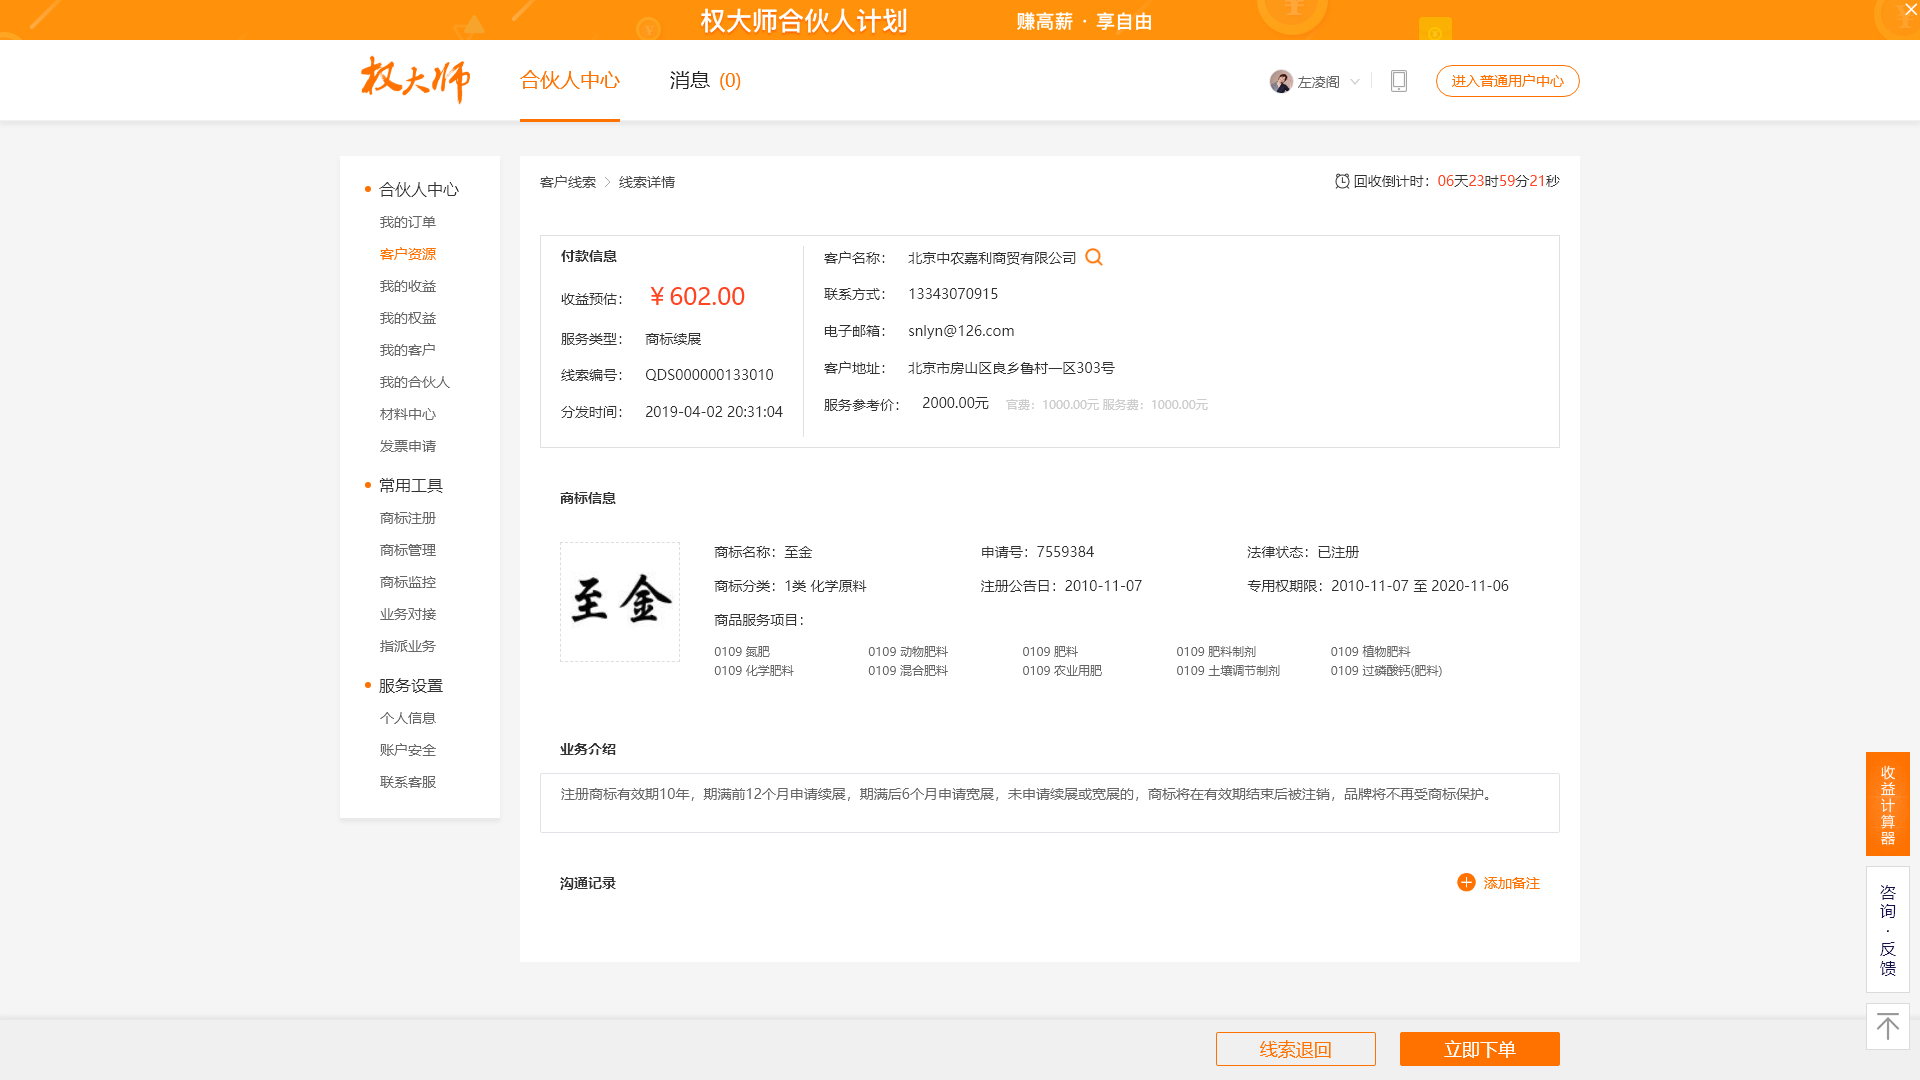 权大师合伙人计划 赚高薪 · 享自由
权大师 合伙人中心 消息 (0) 左凌阁 进入普通用户中心
合伙人中心
我的订单
客户资源
我的收益
我的权益
我的客户
我的合伙人
材料中心
发票申请
常用工具
商标注册
商标管理
商标监控
业务对接
指派业务
服务设置
个人信息
账户安全
联系客服
客户线索 > 线索详情 回收倒计时：06天23时59分21秒
付款信息
收益预估： ￥602.00
服务类型： 商标续展
线索编号： QDS000000133010
分发时间： 2019-04-02 20:31:04
客户名称： 北京中农嘉利商贸有限公司
联系方式： 13343070915
电子邮箱： snlyn@126.com
客户地址： 北京市房山区良乡鲁村一区303号
服务参考价： 2000.00元 官费：1000.00元 服务费：1000.00元
商标信息
至金
商标名称：至金 申请号：7559384 法律状态：已注册
商标分类：1类 化学原料 注册公告日：2010-11-07 专用权期限：2010-11-07 至 2020-11-06
商品服务项目：
0109 氮肥 0109 动物肥料 0109 肥料 0109 肥料制剂 0109 植物肥料
0109 化学肥料 0109 混合肥料 0109 农业用肥 0109 土壤调节制剂 0109 过磷酸钙(肥料)
业务介绍
注册商标有效期10年，期满前12个月申请续展，期满后6个月申请宽展，未申请续展或宽展的，商标将在有效期结束后被注销，品牌将不再受商标保护。
沟通记录 添加备注
收益计算器
咨询·反馈
线索退回 立即下单